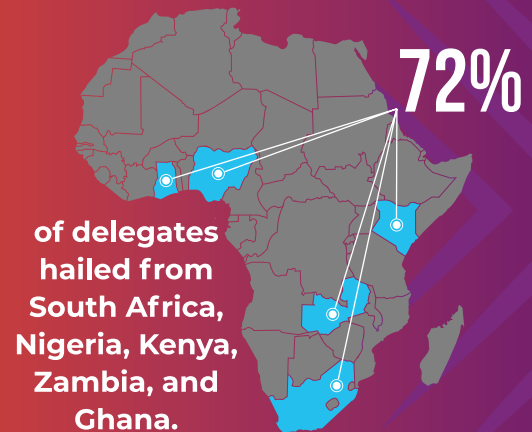 72%
of delegates
hailed from
South Africa,
Nigeria, Kenya,
Zambia, and
Ghana.